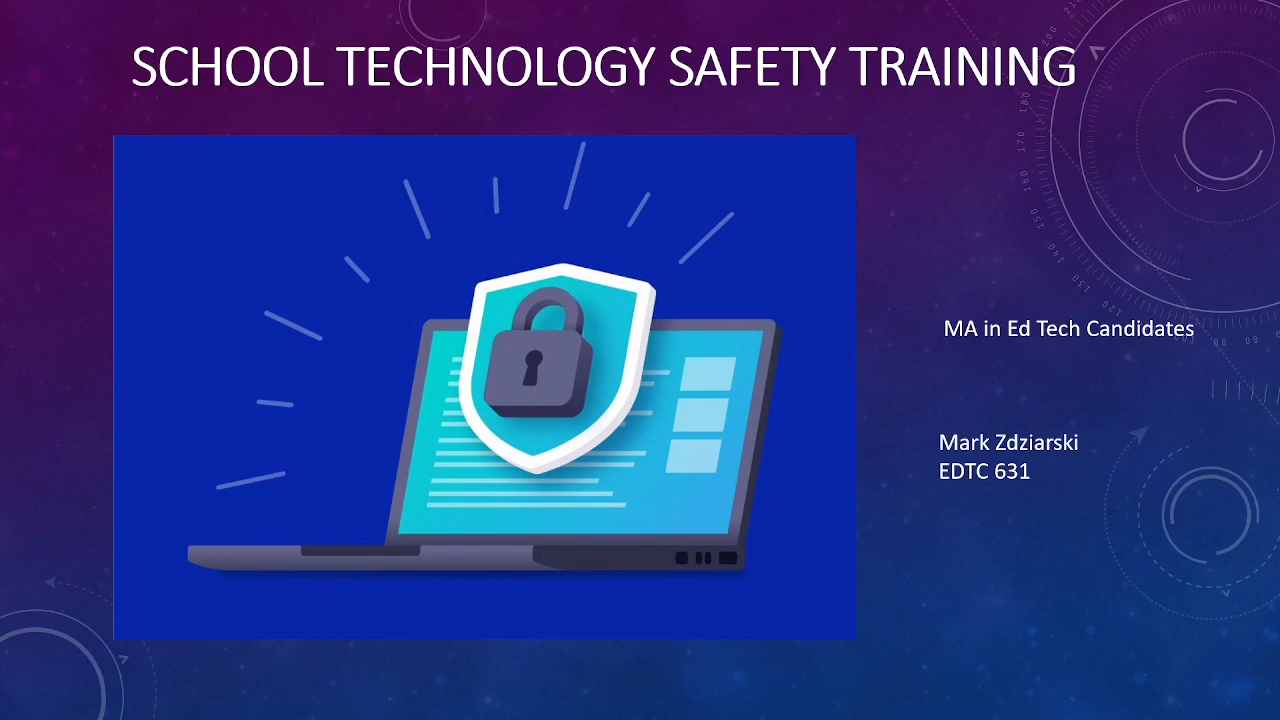 SCHOOL TECHNOLOGY SAFETY TRAINING
MA in Ed Tech Candidates
Mark Zdziarski
EDTC 631